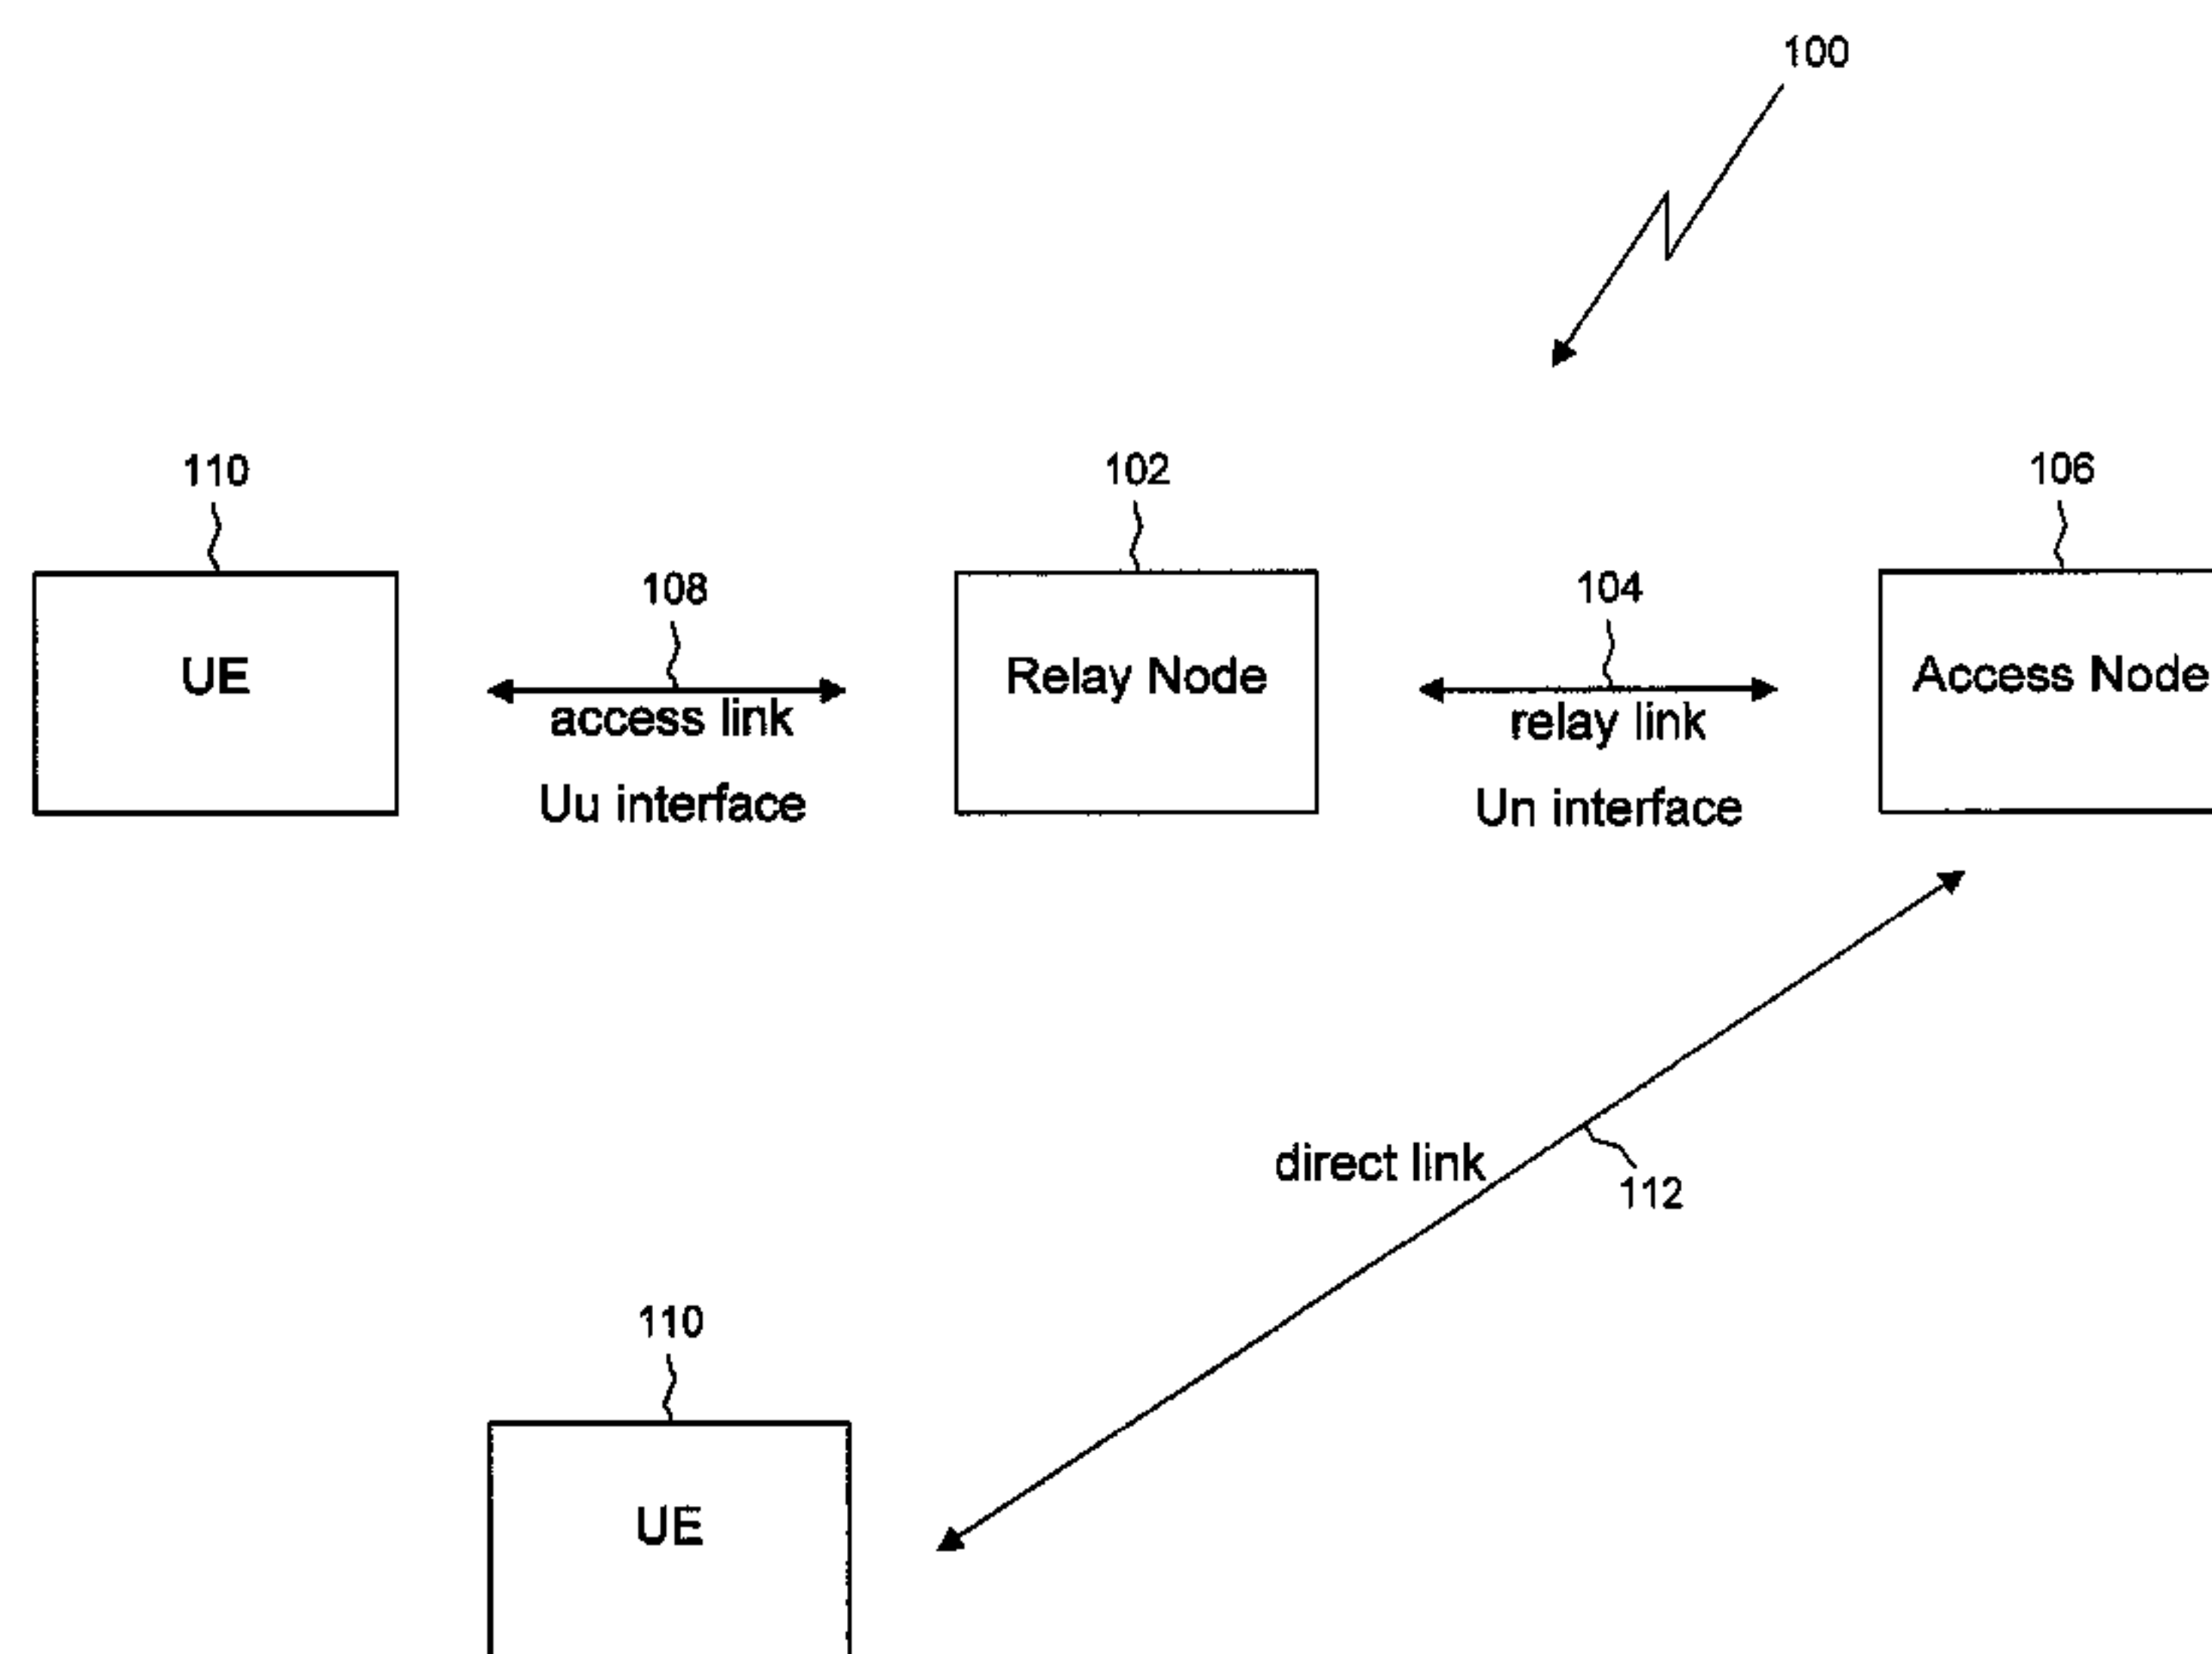 100
110
102
106
108
104
UE
Relay Node
Access Node
access link
relay link
Uu interface
Un interface
direct link
112
110
UE